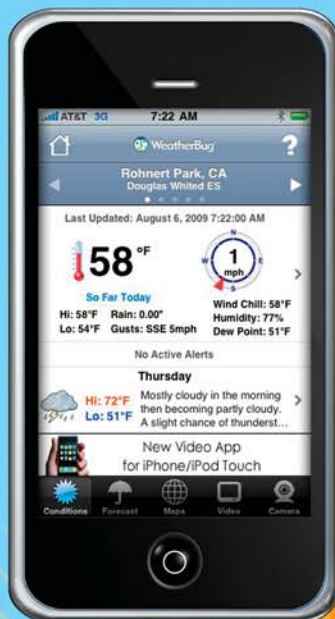 AT&T 3G 7:22 AM
WeatherBug ?
Rohnert Park, CA
Douglas Whited ES
Last Updated: August 6, 2009 7:22:00 AM
58 °F
N
W E
S
1
mph
So Far Today
Hi: 58°F Rain: 0.00"
Lo: 54°F Gusts: SSE 5mph
Wind Chill: 58°F
Humidity: 77%
Dew Point: 51°F
No Active Alerts
Thursday
Hi: 72°F
Lo: 51°F
Mostly cloudy in the morning
then becoming partly cloudy.
A slight chance of thunderst...
New Video App
for iPhone/iPod Touch
Conditions Forecast Maps Video Camera